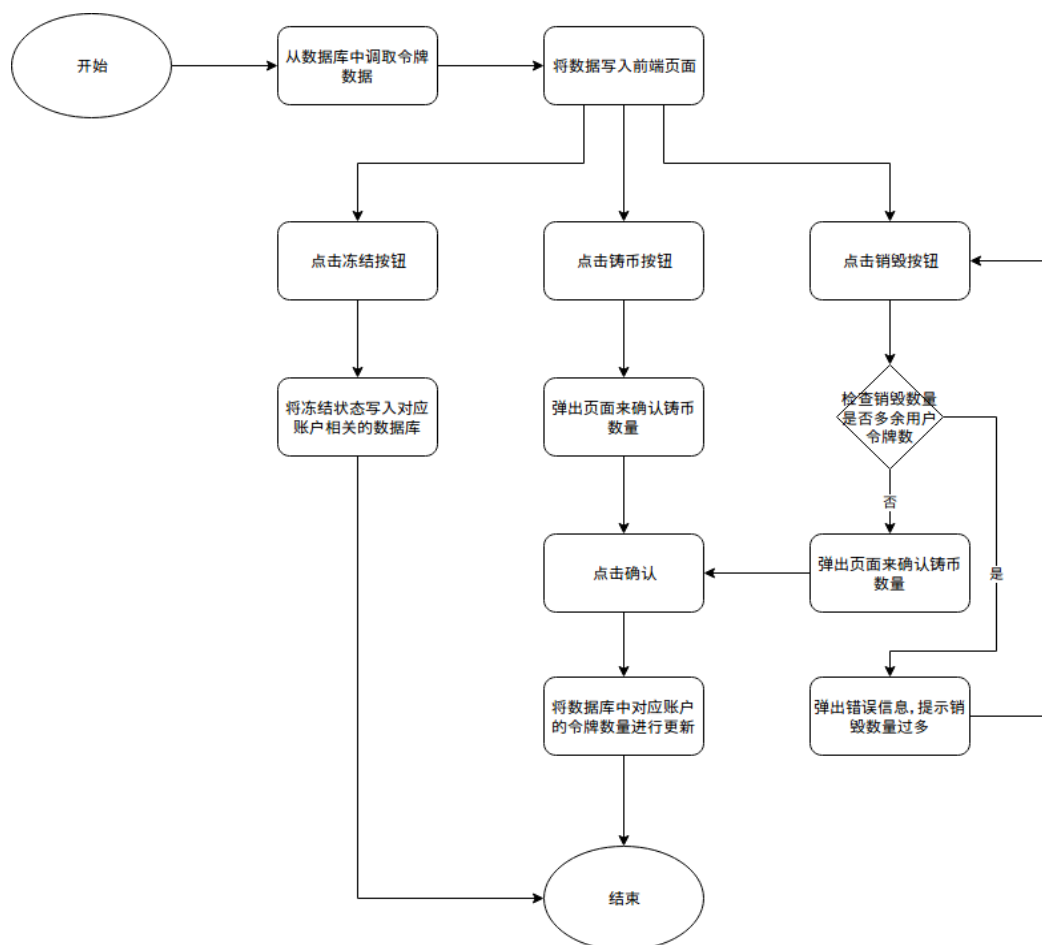 开始
从数据库中调取令牌
数据
将数据写入前端页面
点击冻结按钮
点击铸币按钮
点击销毁按钮
将冻结状态写入对应
账户相关的数据库
弹出页面来确认铸币
数量
检查销毁数量
是否多余用户
令牌数
否
是
点击确认
弹出页面来确认铸币
数量
将数据库中对应账户
的令牌数量进行更新
弹出错误信息,提示销
毁数量过多
结束